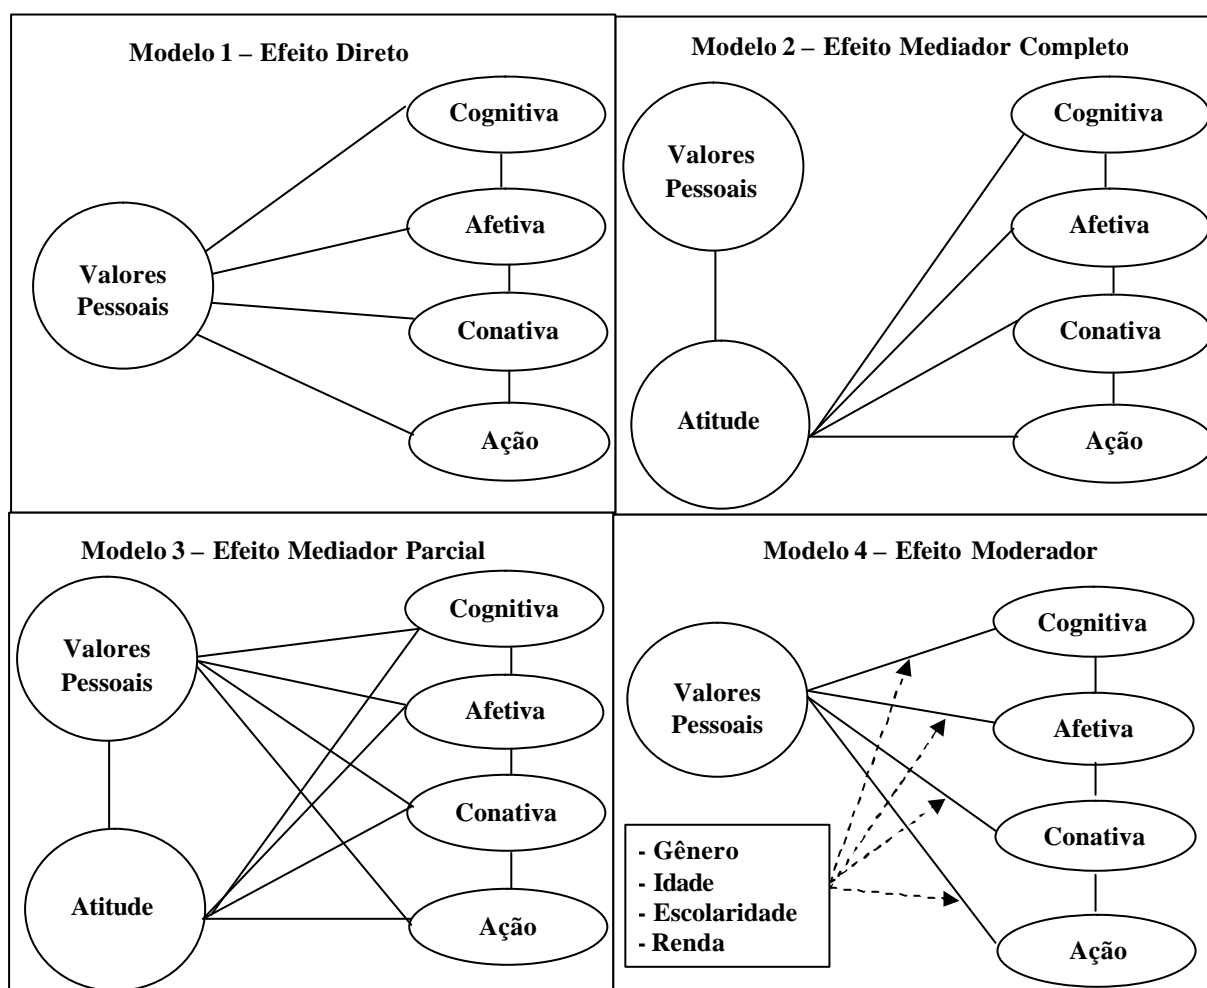 Modelo 1 – Efeito Direto
Cognitiva
Afetiva
Valores
Pessoais
Conativa
Ação
Modelo 2 – Efeito Mediador Completo
Cognitiva
Valores
Pessoais
Afetiva
Conativa
Atitude
Ação
Modelo 3 – Efeito Mediador Parcial
Cognitiva
Valores
Pessoais
Afetiva
Conativa
Atitude
Ação
Modelo 4 – Efeito Moderador
Cognitiva
Valores
Pessoais
Afetiva
Conativa
- Gênero
- Idade
- Escolaridade
- Renda
Ação